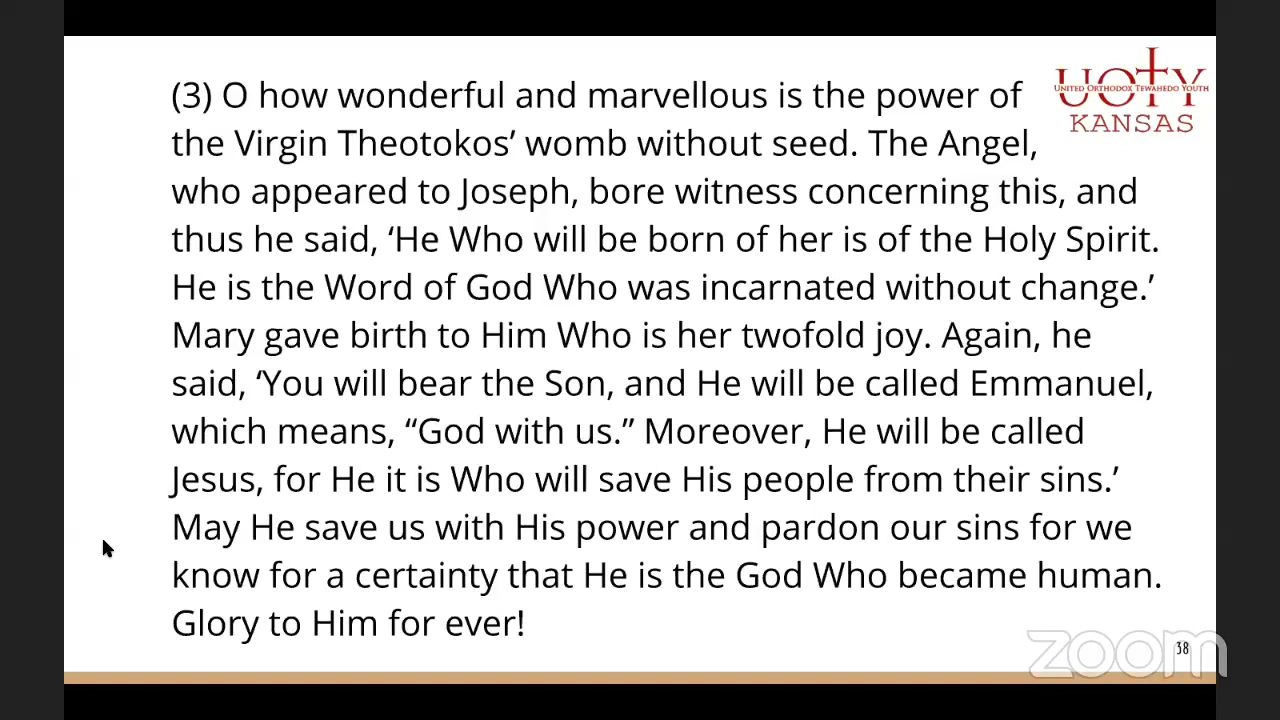 (3) O how wonderful and marvellous is the power of
the Virgin Theotokos’ womb without seed. The Angel,
who appeared to Joseph, bore witness concerning this, and
thus he said, ‘He Who will be born of her is of the Holy Spirit.
He is the Word of God Who was incarnated without change.’
Mary gave birth to Him Who is her twofold joy. Again, he
said, ‘You will bear the Son, and He will be called Emmanuel,
which means, “God with us.” Moreover, He will be called
Jesus, for He it is Who will save His people from their sins.’
May He save us with His power and pardon our sins for we
know for a certainty that He is the God Who became human.
Glory to Him for ever!
UOTY
UNITED ORTHODOX TEWAHEDO YOUTH
KANSAS
zoom
38